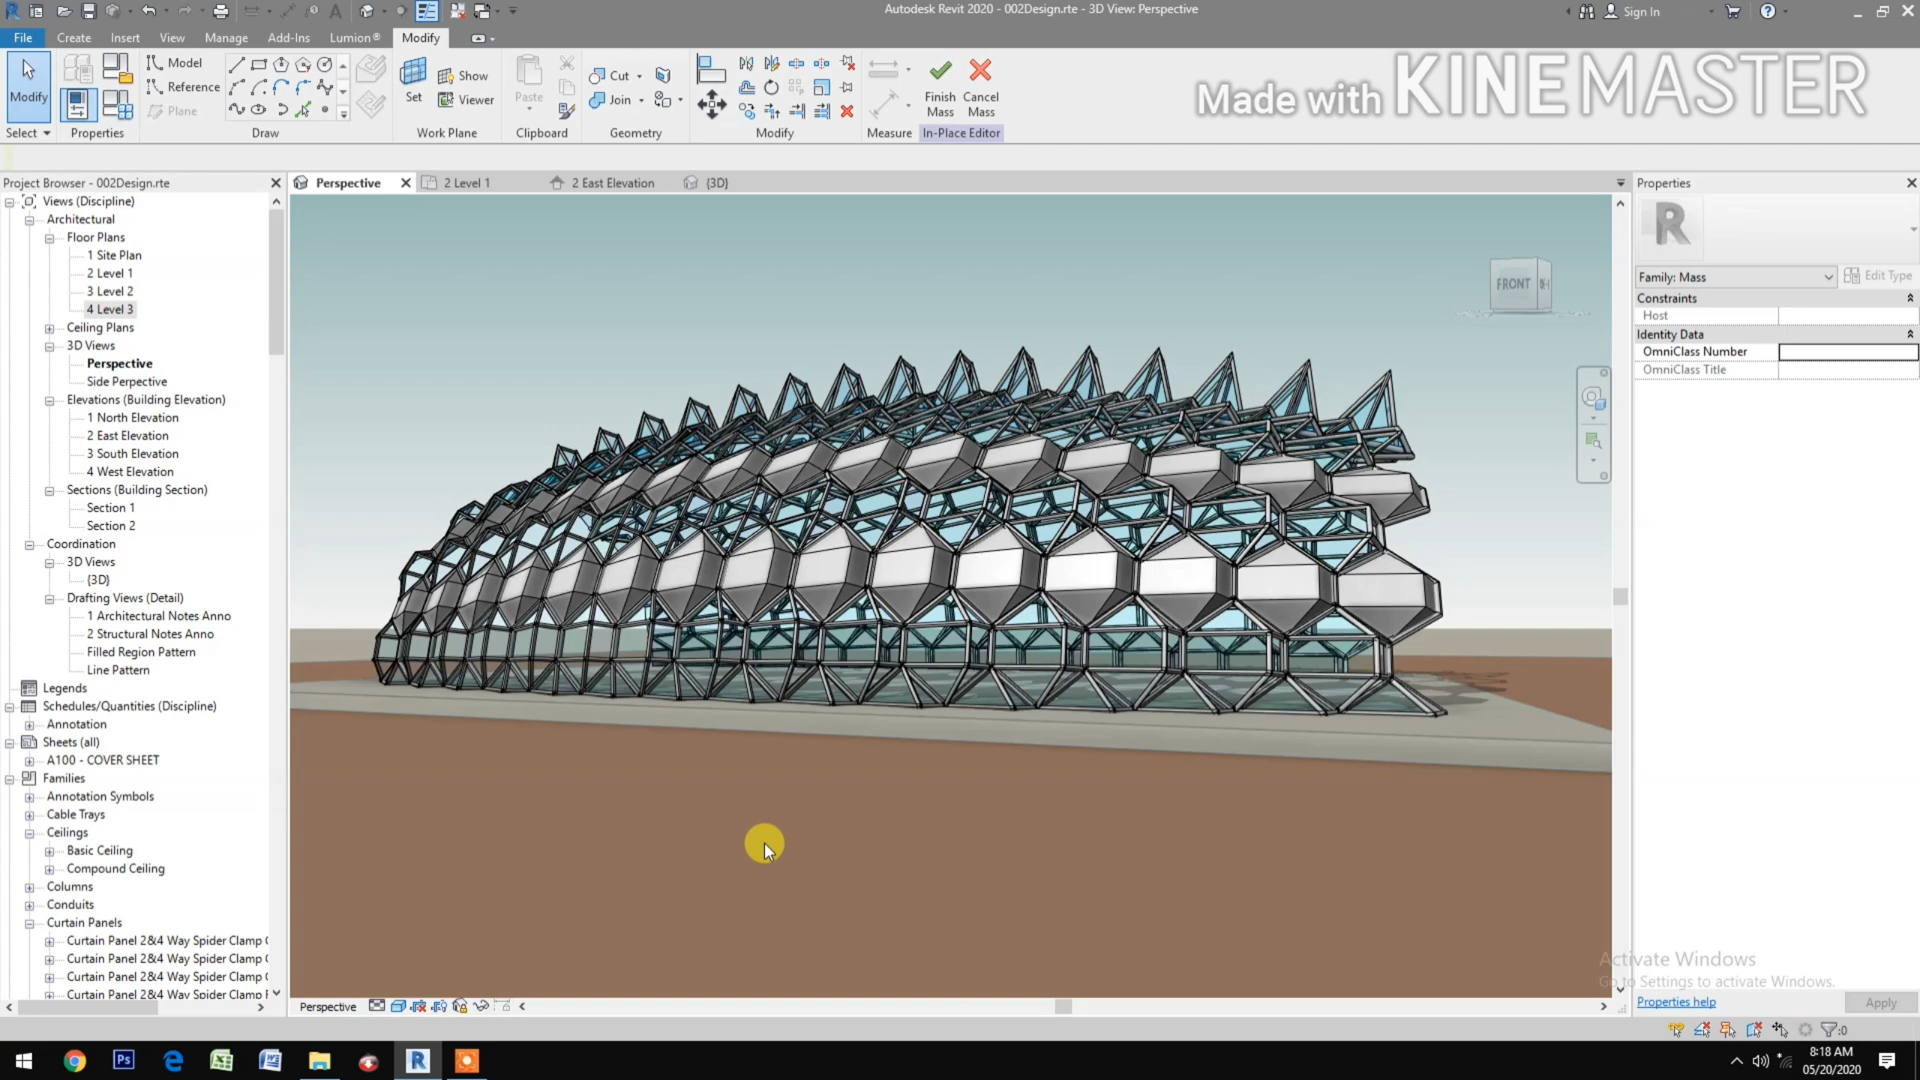 Autodesk Revit 2020 - 002Design.rte - 3D View: Perspective
Sign In
File Create Insert View Manage Add-Ins Lumion® Modify
Modify
Select
Properties
Model
Reference
Plane
Draw
Set
Show
Viewer
Work Plane
Paste
Clipboard
Cut
Join
Geometry
Modify
Measure
Finish Mass
Cancel Mass
In-Place Editor
Made with KINEMASTER
Project Browser - 002Design.rte
Perspective
2 Level 1
2 East Elevation
{3D}
Properties
Views (Discipline)
Architectural
Floor Plans
1 Site Plan
2 Level 1
3 Level 2
4 Level 3
Ceiling Plans
3D Views
Perspective
Side Perpective
Elevations (Building Elevation)
1 North Elevation
2 East Elevation
3 South Elevation
4 West Elevation
Sections (Building Section)
Section 1
Section 2
Coordination
3D Views
{3D}
Drafting Views (Detail)
1 Architectural Notes Anno
2 Structural Notes Anno
Filled Region Pattern
Line Pattern
Legends
Schedules/Quantities (Discipline)
Annotation
Sheets (all)
A100 - COVER SHEET
Families
Annotation Symbols
Cable Trays
Ceilings
Basic Ceiling
Compound Ceiling
Columns
Conduits
Curtain Panels
Curtain Panel 2&4 Way Spider Clamp
Curtain Panel 2&4 Way Spider Clamp
Curtain Panel 2&4 Way Spider Clamp
Curtain Panel 2&4 Way Spider Clamp
FRONT
R
Family: Mass
Edit Type
Constraints
Host
Identity Data
OmniClass Number
OmniClass Title
Activate Windows
Go to Settings to activate Windows.
Properties help
Apply
Perspective
:0
8:18 AM
05/20/2020